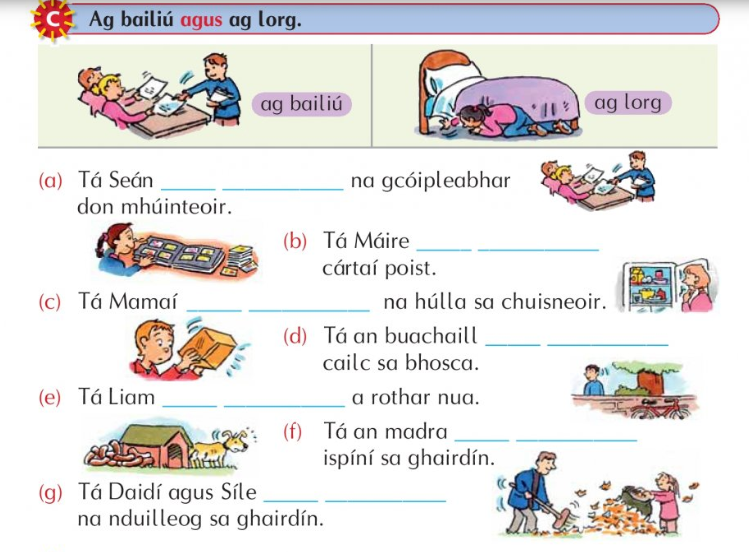 C Ag bailiú agus ag lorg.
ag bailiú
ag lorg
(a) Tá Seán _____ ___________ na gcóipleabhar
don mhúinteoir.
(b) Tá Máire _____ ___________
cártaí poist.
(c) Tá Mamaí _____ ___________ na húlla sa chuisneoir.
(d) Tá an buachaill _____ ___________
cailc sa bhosca.
(e) Tá Liam _____ ___________ a rothar nua.
(f) Tá an madra _____ ___________
ispíní sa ghairdín.
(g) Tá Daidí agus Síle _____ ___________
na nduilleog sa ghairdín.